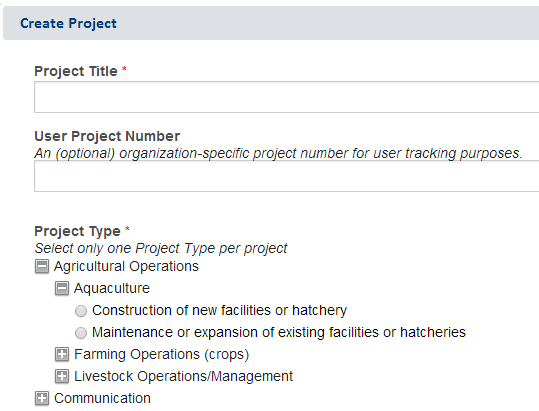 Create Project
Project Title *
User Project Number
An (optional) organization-specific project number for user tracking purposes.
Project Type *
Select only one Project Type per project
Agricultural Operations
Aquaculture
Construction of new facilities or hatchery
Maintenance or expansion of existing facilities or hatcheries
Farming Operations (crops)
Livestock Operations/Management
Communication